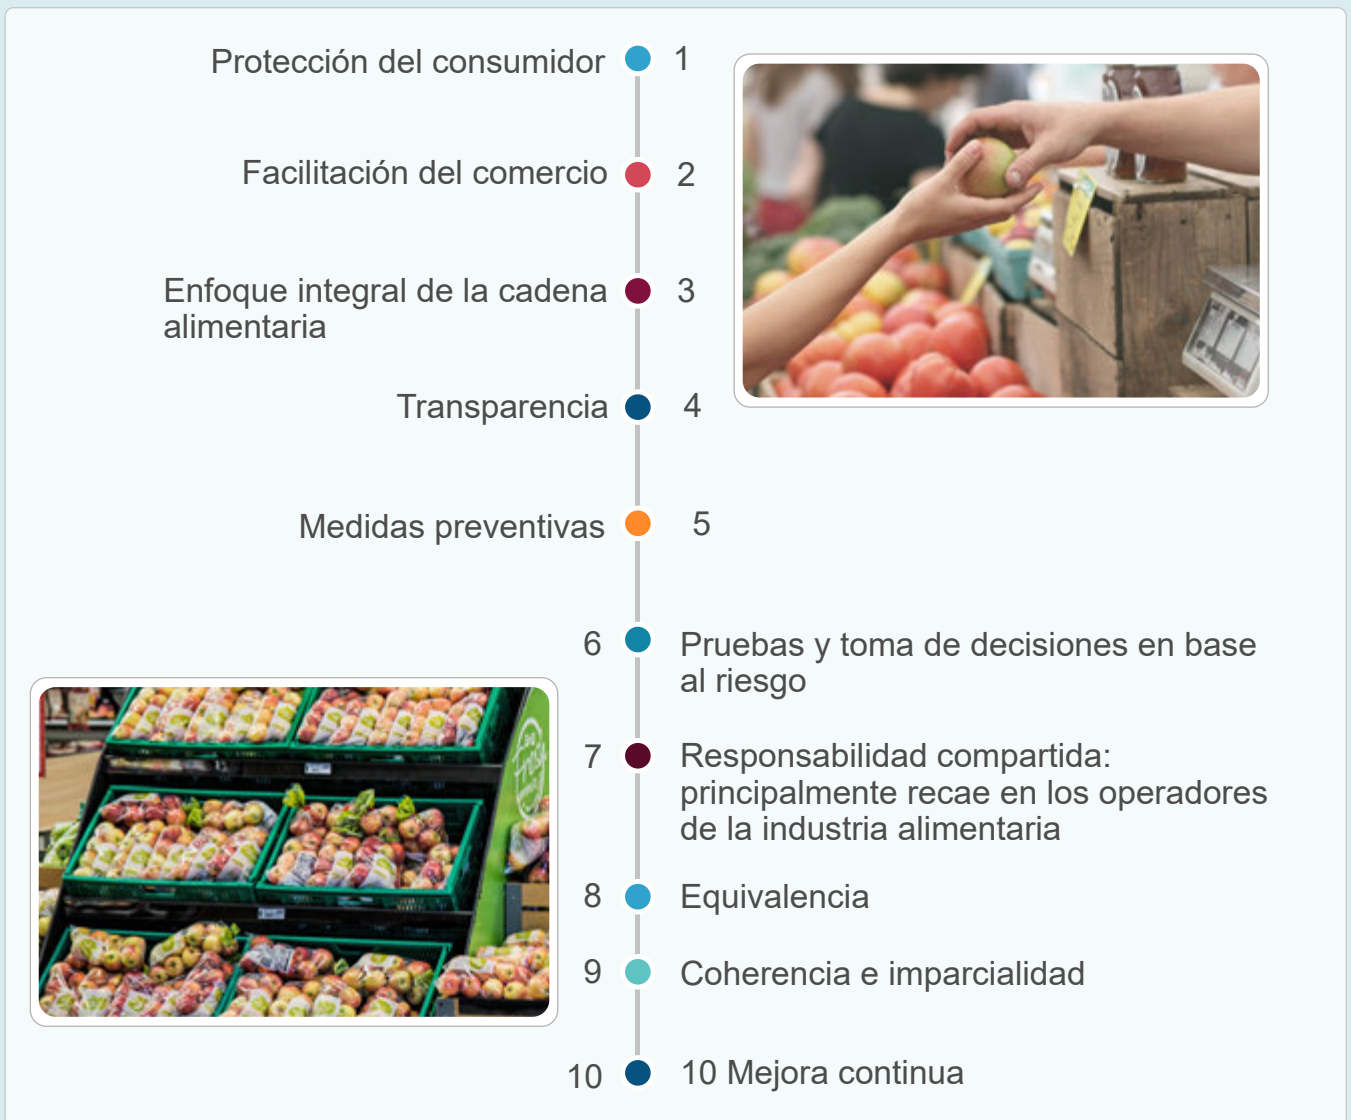 Protección del consumidor
1
Facilitación del comercio
2
Enfoque integral de la cadena
alimentaria
3
Transparencia
4
Medidas preventivas
5
6
Pruebas y toma de decisiones en base
al riesgo
7
Responsabilidad compartida:
principalmente recae en los operadores
de la industria alimentaria
8
Equivalencia
9
Coherencia e imparcialidad
10
10 Mejora continua